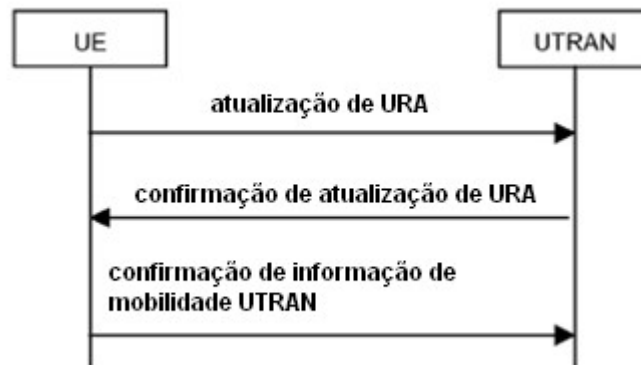 UE
UTRAN
atualização de URA
confirmação de atualização de URA
confirmação de informação de
mobilidade UTRAN